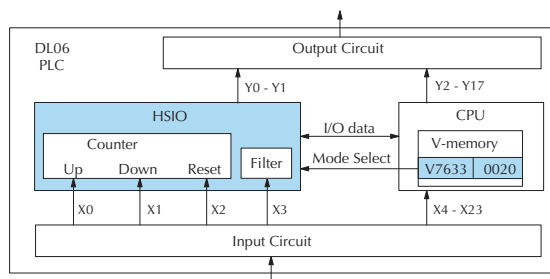 DL06
PLC
Output Circuit
Y0 - Y1
Y2 - Y17
HSIO
I/O data
CPU
Counter
V-memory
Up
Down
Reset
Filter
Mode Select
V7633
0020
X0
X1
X2
X3
X4 - X23
Input Circuit